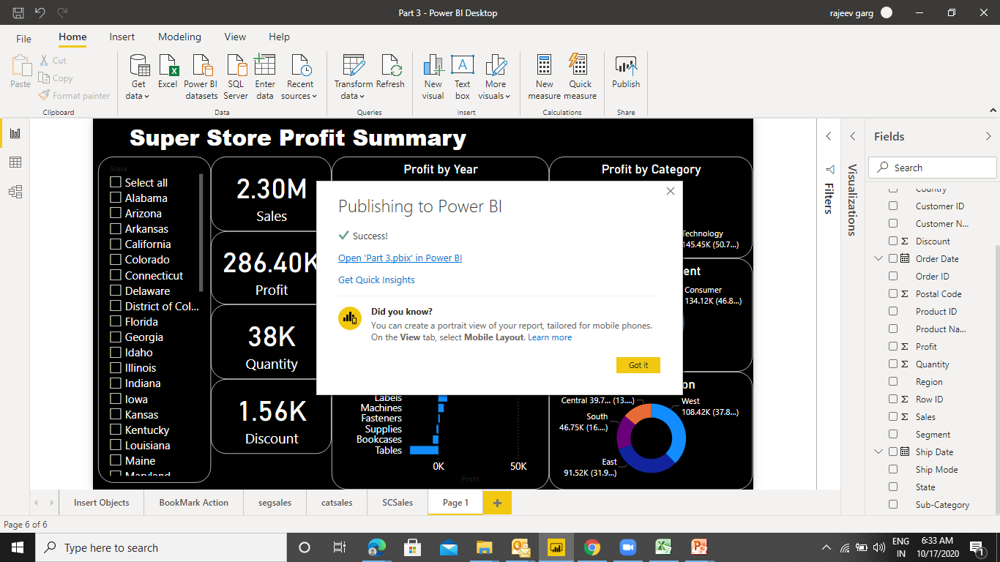 Part 3 - Power BI Desktop
rajeev garg
File
Home
Insert
Modeling
View
Help
Paste
Cut
Copy
Format painter
Clipboard
Get data
Excel
Power BI datasets
SQL Server
Enter data
Recent sources
Data
Transform data
Refresh
Queries
New visual
Text box
More visuals
Insert
New measure
Quick measure
Calculations
Publish
Share
Super Store Profit Summary
State
Select all
Alabama
Arizona
Arkansas
California
Colorado
Connecticut
Delaware
District of Col...
Florida
Georgia
Idaho
Illinois
Indiana
Iowa
Kansas
Kentucky
Louisiana
Maine
Maryland
2.30M
Sales
286.40K
Profit
38K
Quantity
1.56K
Discount
Profit by Year
Profit by Category
Technology
145.45K (50.7...)
ent
Consumer
134.12K (46.8...)
on
Publishing to Power BI
Success!
Open 'Part 3.pbix' in Power BI
Get Quick Insights
Did you know?
You can create a portrait view of your report, tailored for mobile phones.
On the View tab, select Mobile Layout. Learn more
Got it
Labels
Machines
Fasteners
Supplies
Bookcases
Tables
0K 50K
Profit
Central 39.7... (13....)
West
108.42K (37.8...)
South
46.75K (16....)
East
91.52K (31.9...)
Filters
Visualizations
Fields
Search
Country
Customer ID
Customer N...
Discount
Order Date
Order ID
Postal Code
Product ID
Product Na...
Profit
Quantity
Region
Row ID
Sales
Segment
Ship Date
Ship Mode
State
Sub-Category
Insert Objects
BookMark Action
segsales
catsales
SCSales
Page 1
Page 6 of 6
Type here to search
ENG
IN
6:33 AM
10/17/2020
1